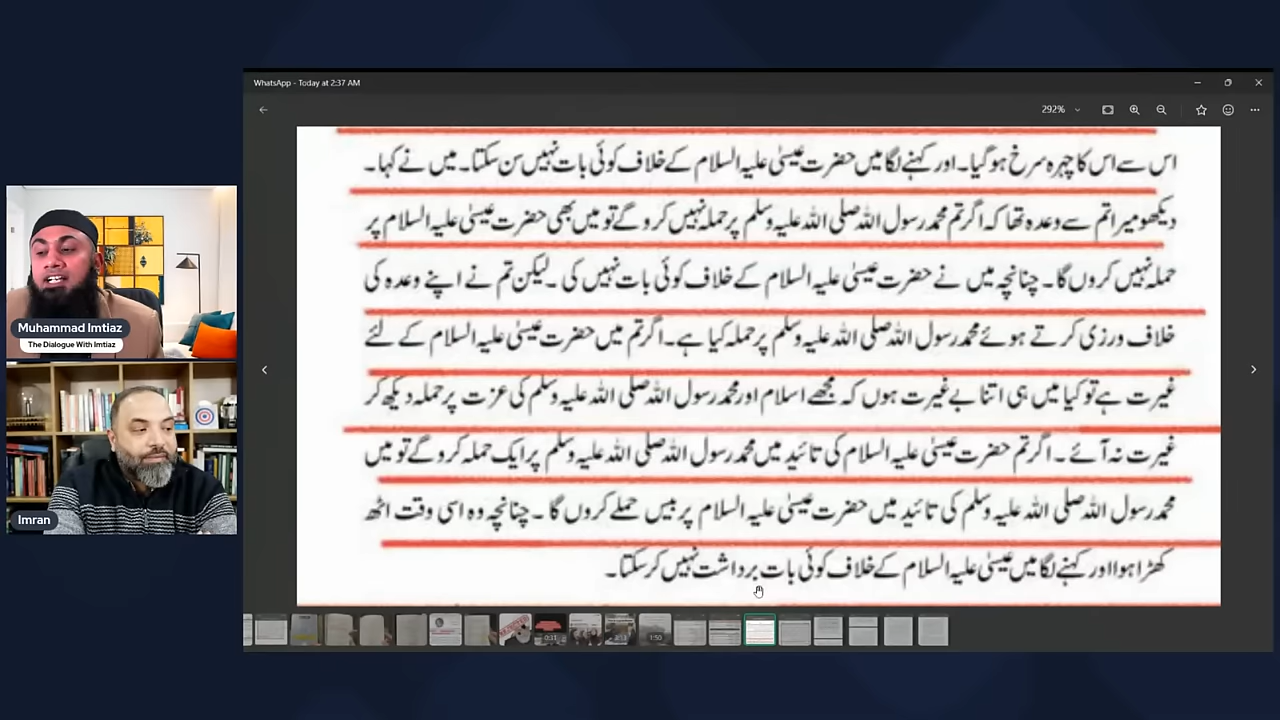 WhatsApp - Today at 2:37 AM
292%
اس سے اس کا چہرہ سرخ ہو گیا۔ اور کہنے لگا میں حضرت عیسیٰ علیہ السلام کے خلاف کوئی بات نہیں سن سکتا۔ میں نے کہا۔
دیکھو میرا تم سے وعدہ تھا کہ اگر تم محمد رسول اللہ صلی اللہ علیہ وسلم پر حملہ نہیں کرو گے تو میں بھی حضرت عیسیٰ علیہ السلام پر
حملہ نہیں کروں گا۔ چنانچہ میں نے حضرت عیسیٰ علیہ السلام کے خلاف کوئی بات نہیں کی ۔ لیکن تم نے اپنے وعدہ کی
خلاف ورزی کرتے ہوئے محمد رسول اللہ صلی اللہ علیہ وسلم پر حملہ کیا ہے۔ اگر تم میں حضرت عیسیٰ علیہ السلام کے لئے
غیرت ہے تو کیا میں ہی اتنا بے غیرت ہوں کہ مجھے اسلام اور محمد رسول اللہ صلی اللہ علیہ وسلم کی عزت پر حملہ دیکھ کر
غیرت نہ آئے ۔ اگر تم حضرت عیسیٰ علیہ السلام کی تائید میں محمد رسول اللہ صلی اللہ علیہ وسلم پر ایک حملہ کرو گے تو میں
محمد رسول اللہ صلی اللہ علیہ وسلم کی تائید میں حضرت عیسیٰ علیہ السلام پر بیس حملے کروں گا ۔ چنانچہ وہ اسی وقت اٹھ
کھڑا ہوا اور کہنے لگا میں عیسیٰ علیہ السلام کے خلاف کوئی بات برداشت نہیں کر سکتا۔
Muhammad Imtiaz
The Dialogue With Imtiaz
Imran
0:31
1:50